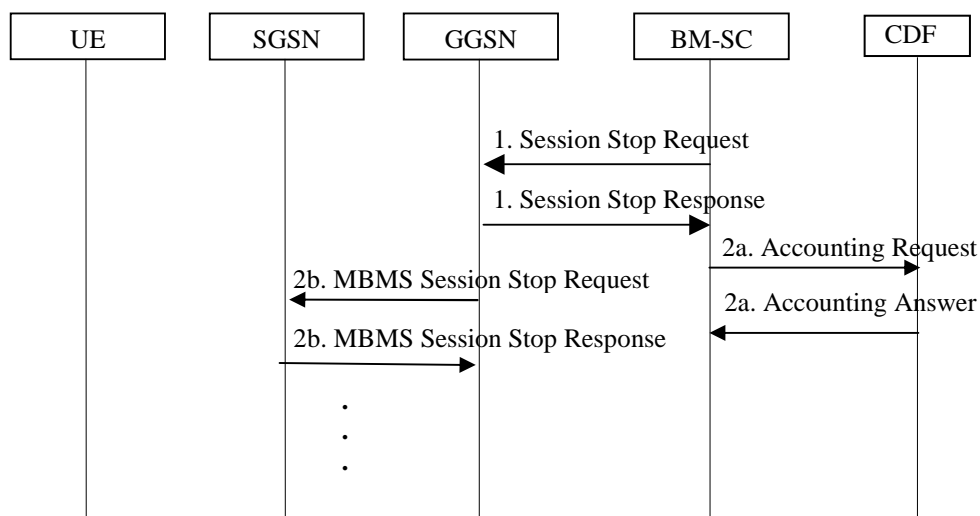 UE
SGSN
GGSN
BM-SC
CDF
1. Session Stop Request
1. Session Stop Response
2a. Accounting Request
2b. MBMS Session Stop Request
2a. Accounting Answer
2b. MBMS Session Stop Response